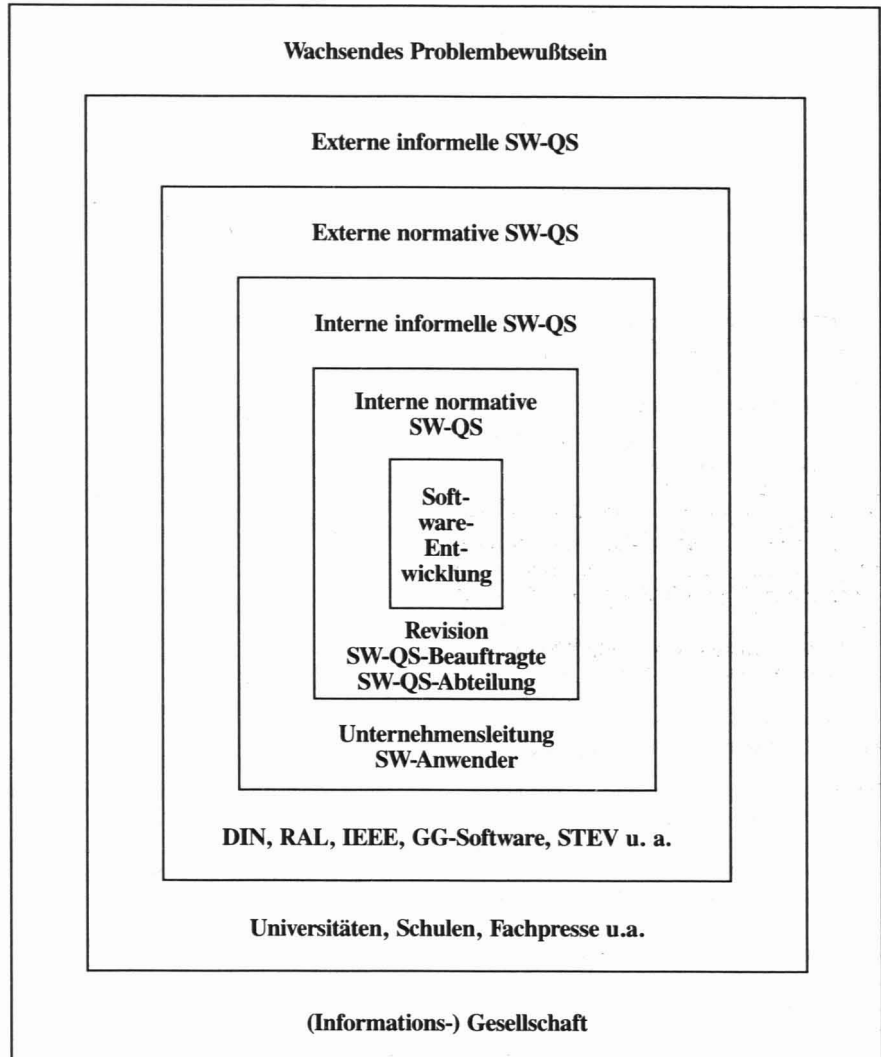 Wachsendes Problembewußtsein
Externe informelle SW-QS
Externe normative SW-QS
Interne informelle SW-QS
Interne normative
SW-QS
Soft-
ware-
Ent-
wicklung
Revision
SW-QS-Beauftragte
SW-QS-Abteilung
Unternehmensleitung
SW-Anwender
DIN, RAL, IEEE, GG-Software, STEV u. a.
Universitäten, Schulen, Fachpresse u.a.
(Informations-) Gesellschaft